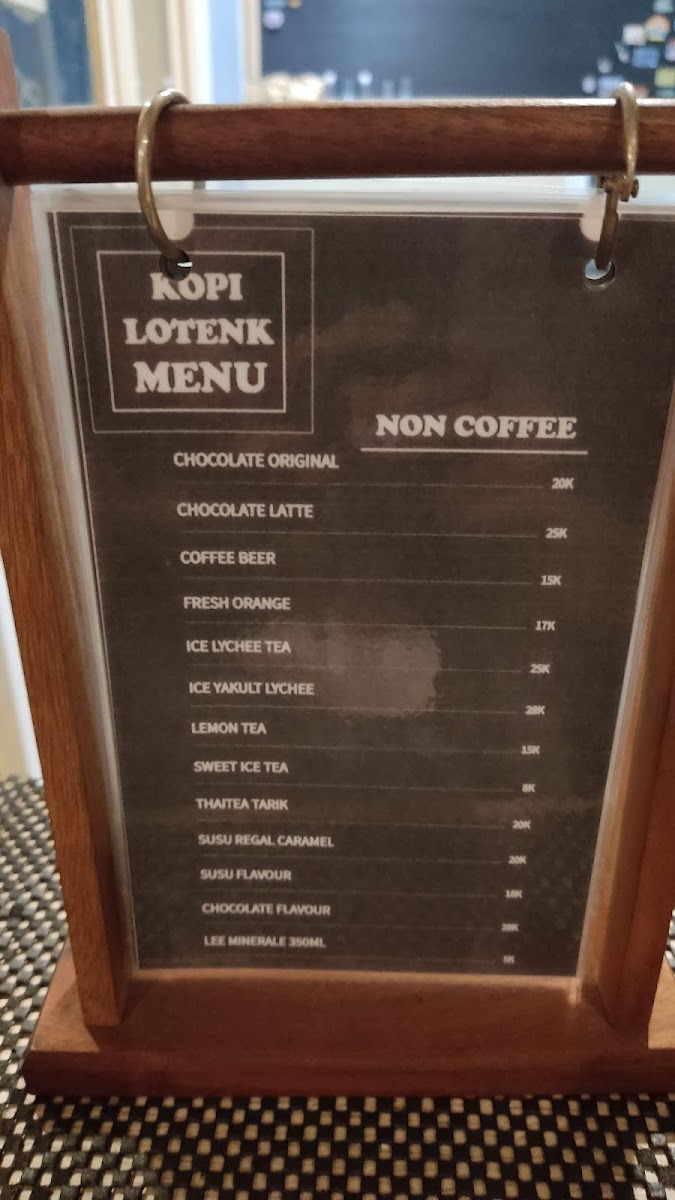 KOPI
LOTENK
MENU
NON COFFEE
CHOCOLATE ORIGINAL
20K
CHOCOLATE LATTE
25K
COFFEE BEER
15K
FRESH ORANGE
17K
ICE LYCHEE TEA
25K
ICE YAKULT LYCHEE
28K
LEMON TEA
15K
SWEET ICE TEA
8K
THAITEA TARIK
20K
SUSU REGAL CARAMEL
20K
SUSU FLAVOUR
18K
CHOCOLATE FLAVOUR
LEE MINERALE 350ML
5K